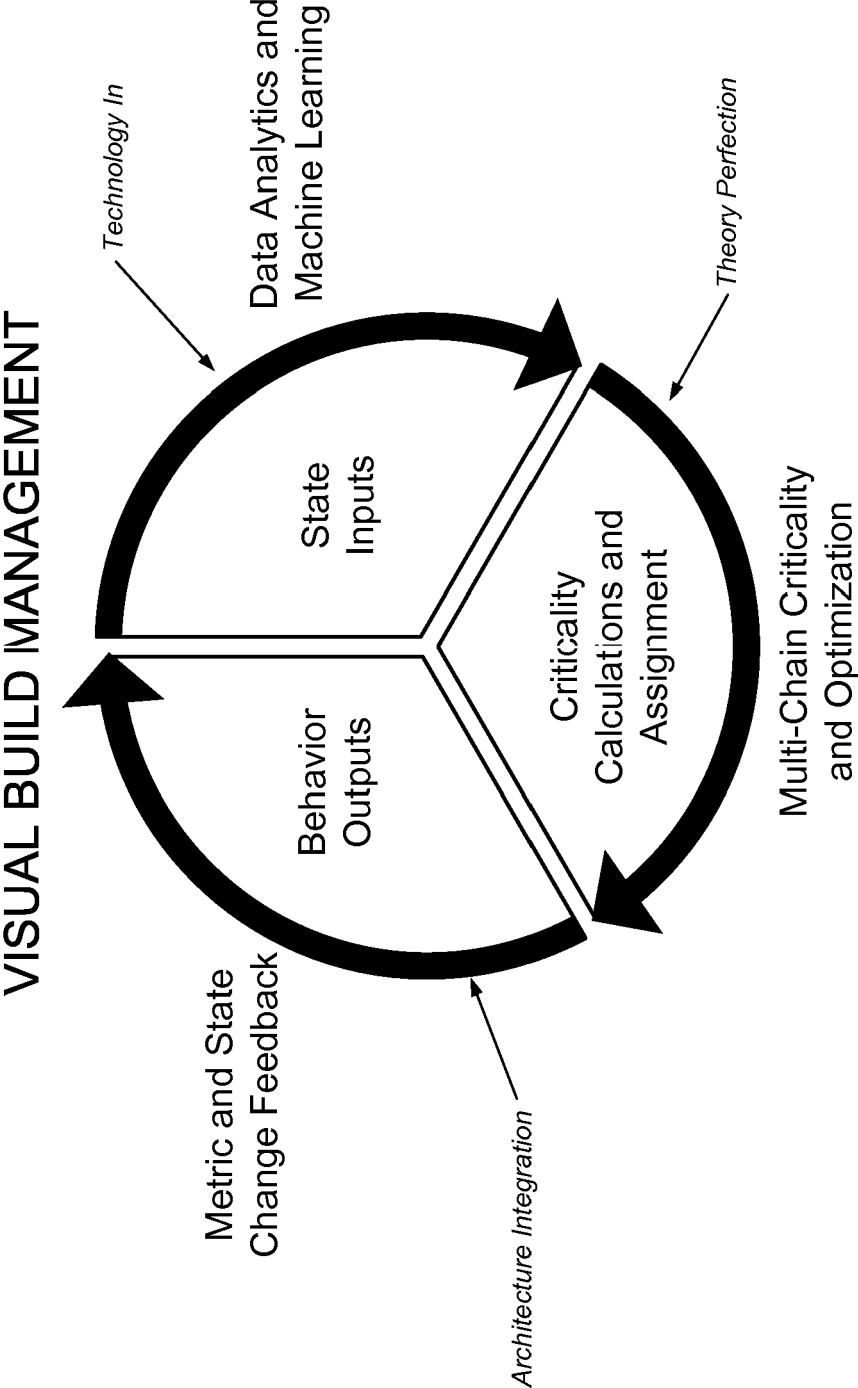 VISUAL BUILD MANAGEMENT
Technology In
Metric and State
Change Feedback
Data Analytics and
Machine Learning
Behavior
Outputs
State
Inputs
Architecture Integration
Criticality
Calculations and
Assignment
Theory Perfection
Multi-Chain Criticality
and Optimization